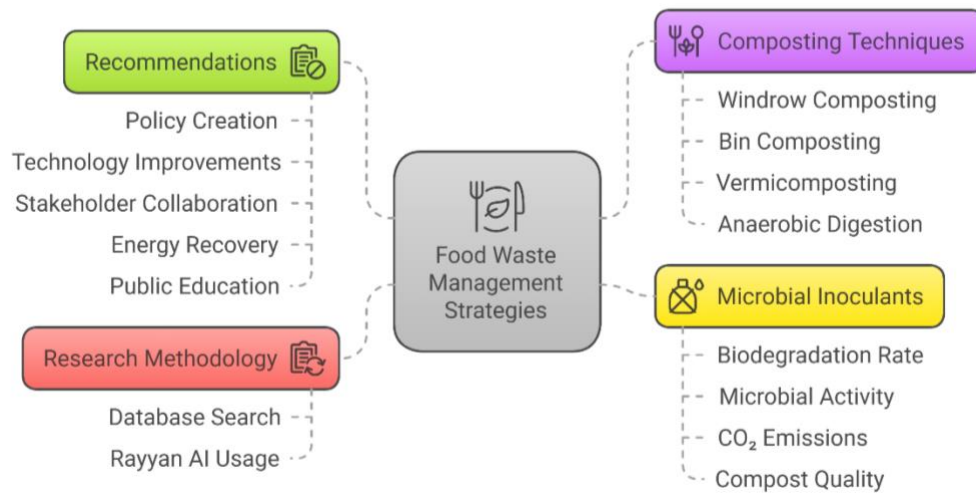 Recommendations
Policy Creation
Technology Improvements
Stakeholder Collaboration
Energy Recovery
Public Education
Research Methodology
Database Search
Rayyan AI Usage
Food Waste
Management
Strategies
Composting Techniques
Windrow Composting
Bin Composting
Vermicomposting
Anaerobic Digestion
Microbial Inoculants
Biodegradation Rate
Microbial Activity
CO₂ Emissions
Compost Quality